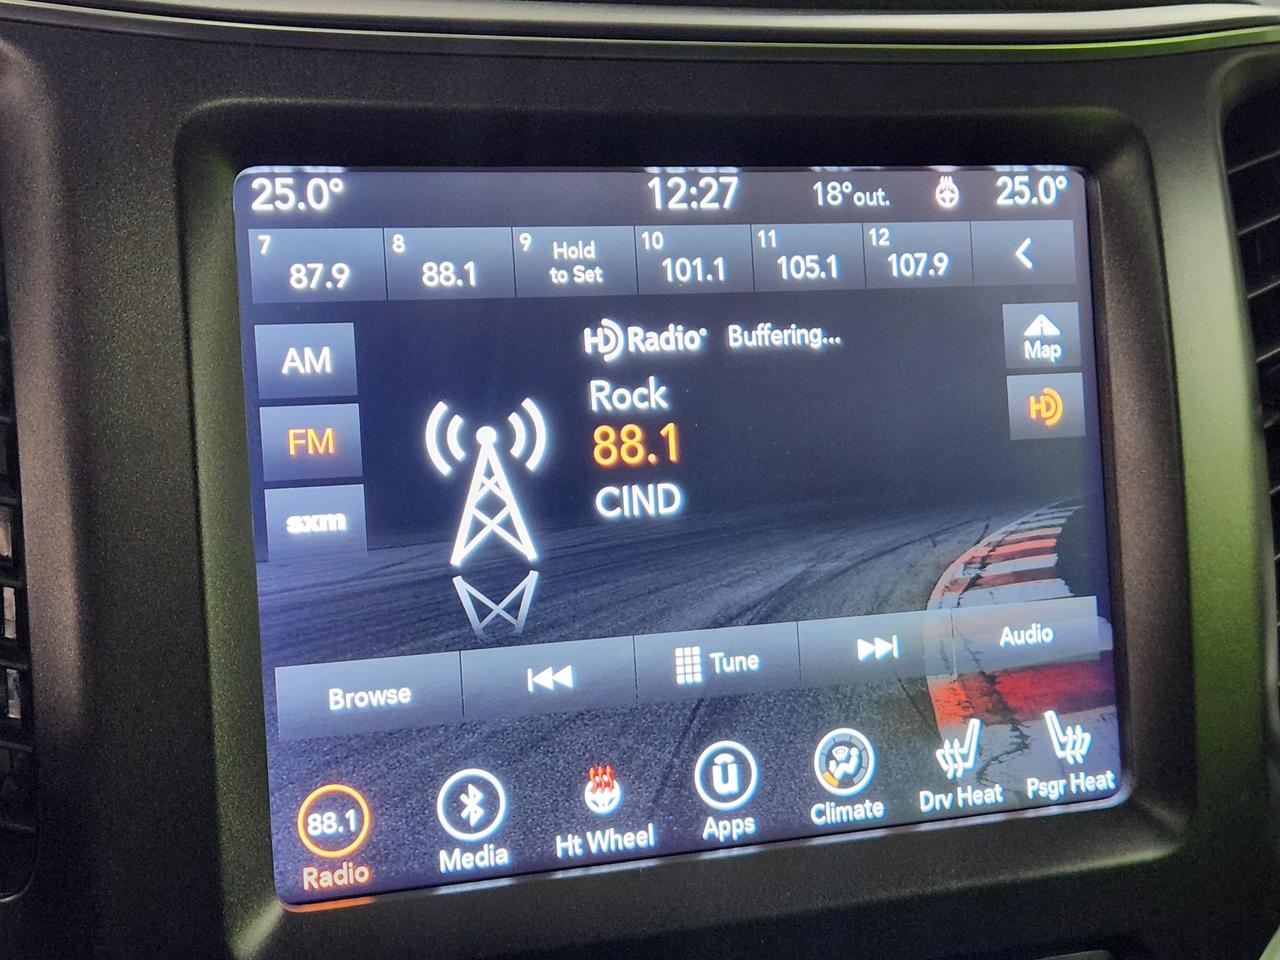 25.0° 12:27 18°out. 25.0°
7 8 9 Hold to Set 10 11 12
87.9 88.1 101.1 105.1 107.9
AM
HD Radio Buffering...
Map
Rock
FM
88.1
HD
CIND
sxm
Browse
Tune
Audio
88.1
Radio
Media
Ht Wheel
ū
Apps
Climate
Drv Heat
Psgr Heat